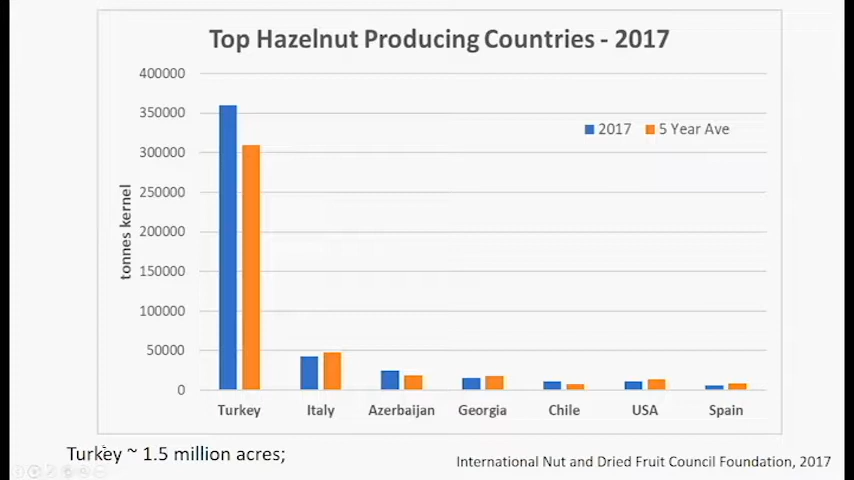 Top Hazelnut Producing Countries - 2017
400000
350000
300000
250000
200000
150000
100000
50000
0
tonnes kernel
2017 5 Year Ave
Turkey Italy Azerbaijan Georgia Chile USA Spain
Turkey ~ 1.5 million acres;
International Nut and Dried Fruit Council Foundation, 2017